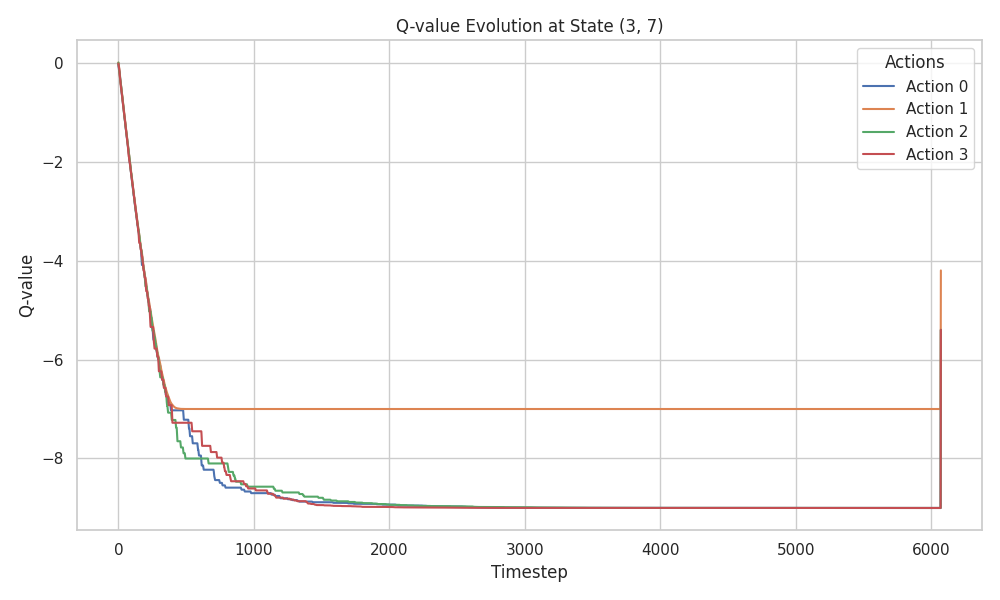 Q-value Evolution at State (3, 7)
Actions
Action 0
Action 1
Action 2
Action 3
Q-value
0
−2
−4
−6
−8
0 1000 2000 3000 4000 5000 6000
Timestep